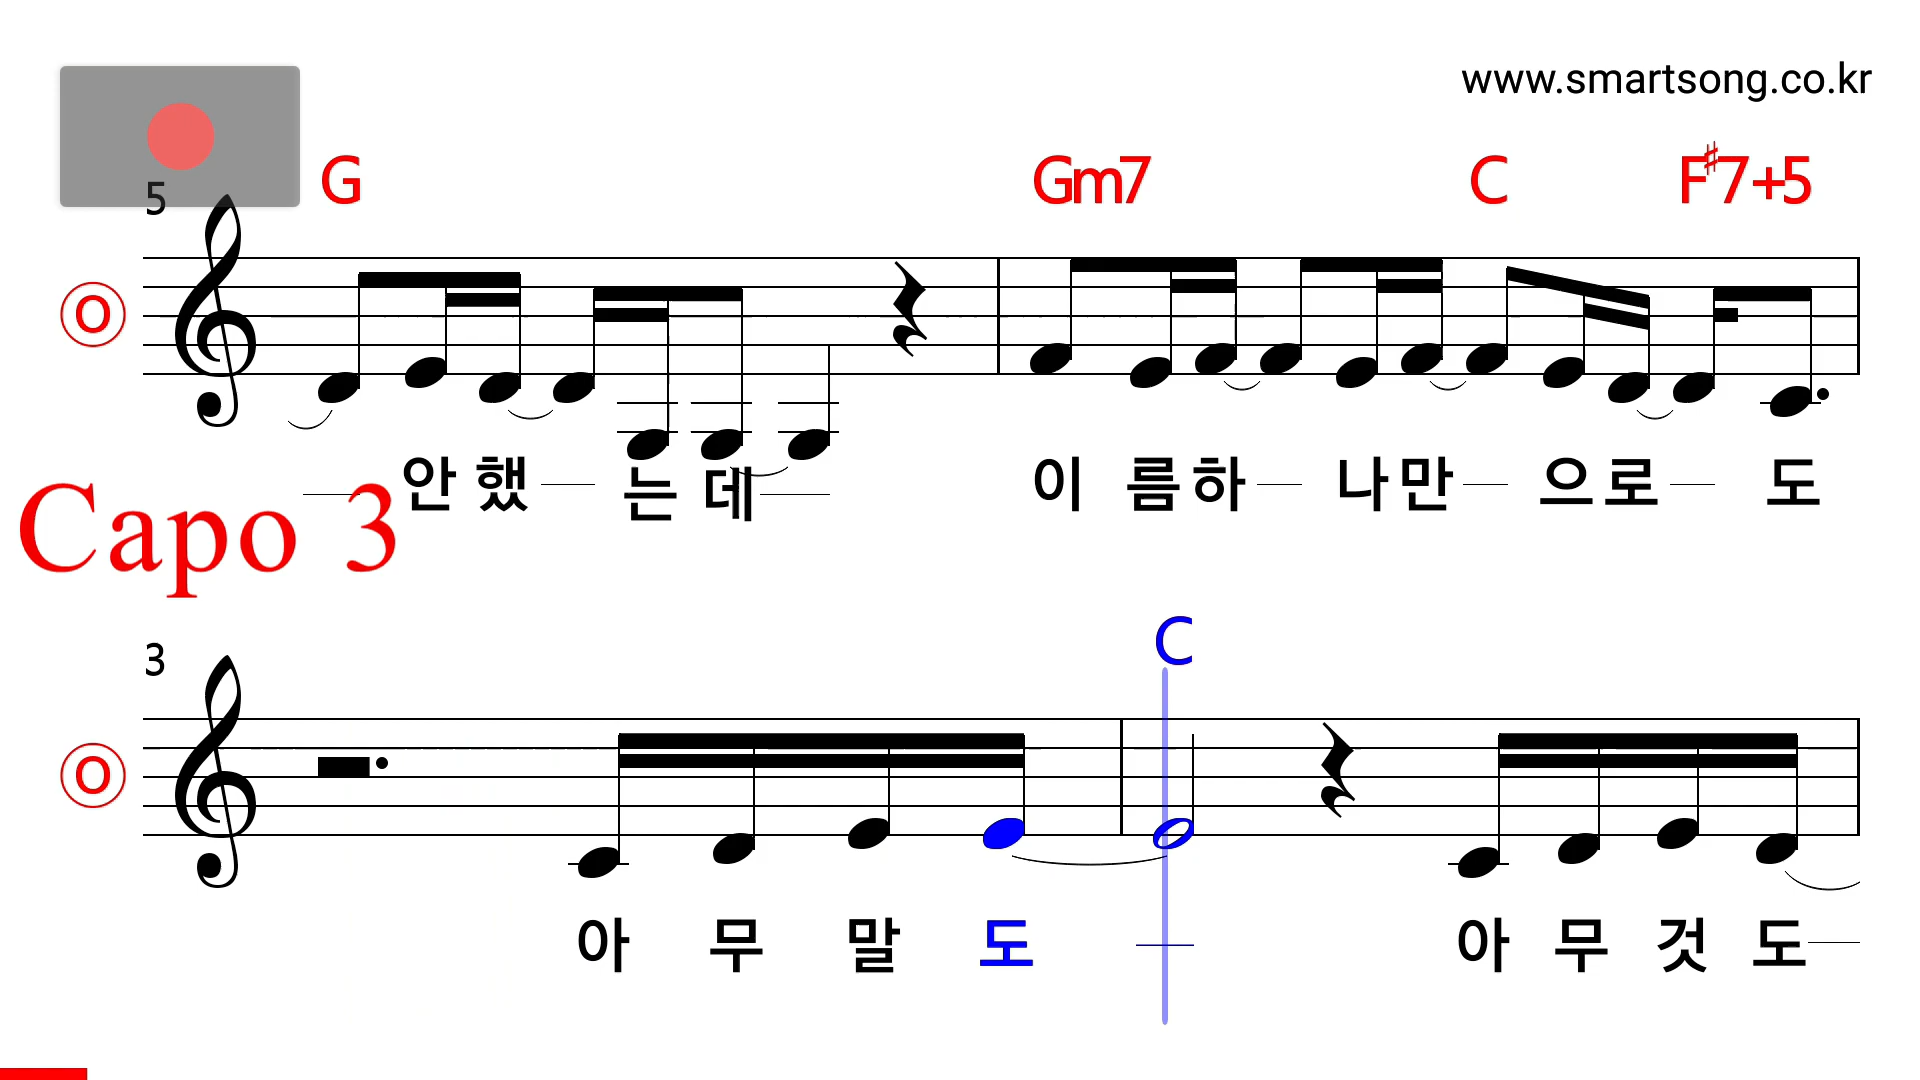 www.smartsong.co.kr
5
G Gm7 C F♯7+5
ⓞ
안 했 는 데 이 름 하 나 만 으 로 도
Capo 3
C
3
ⓞ
아 무 말 도 아 무 것 도